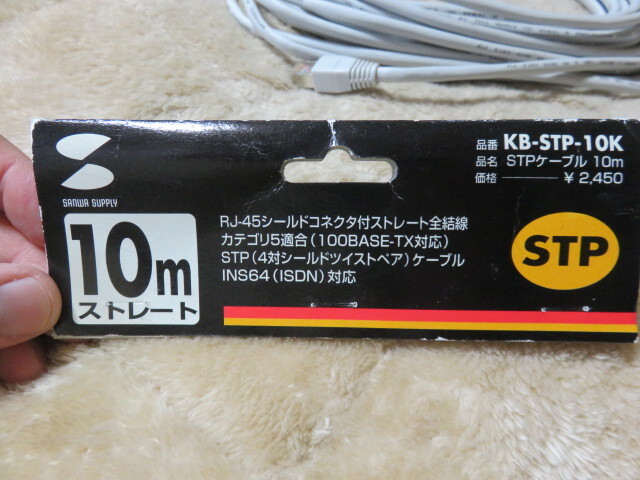 SANWA SUPPLY
10m
ストレート
RJ-45シールドコネクタ付ストレート全結線
カテゴリ5適合(100BASE-TX対応)
STP(4対シールドツイストペア)ケーブル
INS64(ISDN)対応
品番 KB-STP-10K
品名 STPケーブル 10m
価格 ¥2,450
STP